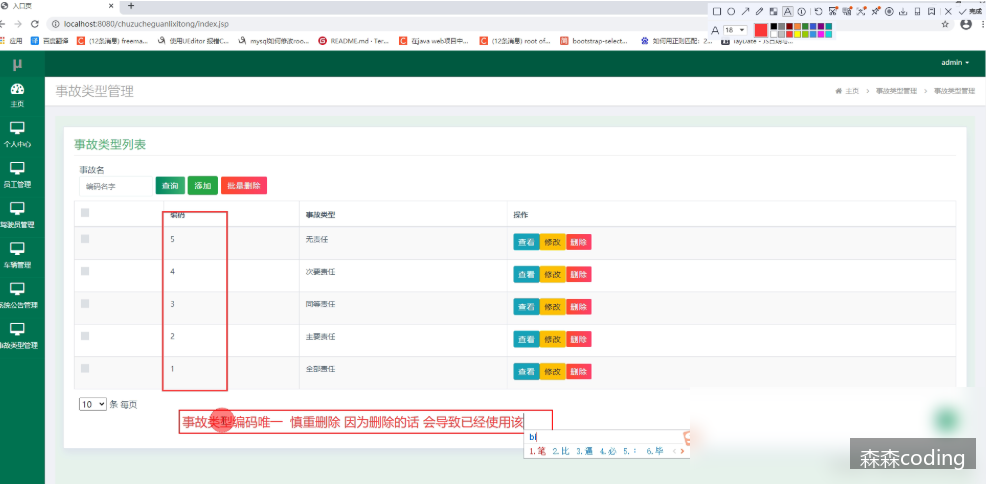 入口页
localhost:8080/chuzucheguanlixitong/index.jsp
完成
18
应用
百度翻译
(12条消息) freema...
使用UEditor 报错C...
mysql如何修改roo...
README.md · Ter...
在java web项目中...
(12条消息) root of...
bootstrap-select...
如何用正则匹配：2...
μ
admin
主页
个人中心
员工管理
驾驶员管理
车辆管理
系统公告管理
事故类型管理
事故类型管理
主页 > 事故类型管理 > 事故类型管理
事故类型列表
事故名
编码名字 查询 添加 批量删除
编码 事故类型 操作
5 无责任 查看 修改 删除
4 次要责任 查看 修改 删除
3 同等责任 查看 修改 删除
2 主要责任 查看 修改 删除
1 全部责任 查看 修改 删除
10 条 每页
事故类型编码唯一 慎重删除 因为删除的话 会导致已经使用该
bi
1.笔 2.比 3.逼 4.必 5.： 6.毕
森森coding